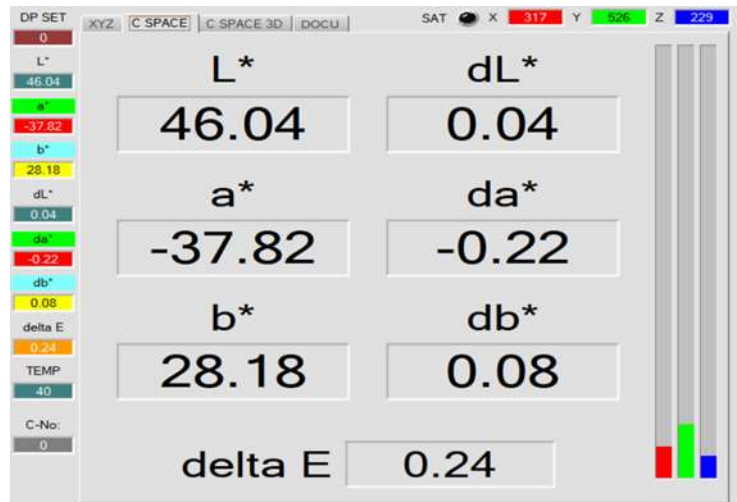 DP SET
0
L*
46.04
a*
-37.82
b*
28.18
dL*
0.04
da*
-0.22
db*
0.08
delta E
0.24
TEMP
40
C-No:
0
XYZ C SPACE C SPACE 3D DOCU
SAT X 317 Y 526 Z 229
L* dL*
46.04 0.04
a* da*
-37.82 -0.22
b* db*
28.18 0.08
delta E 0.24